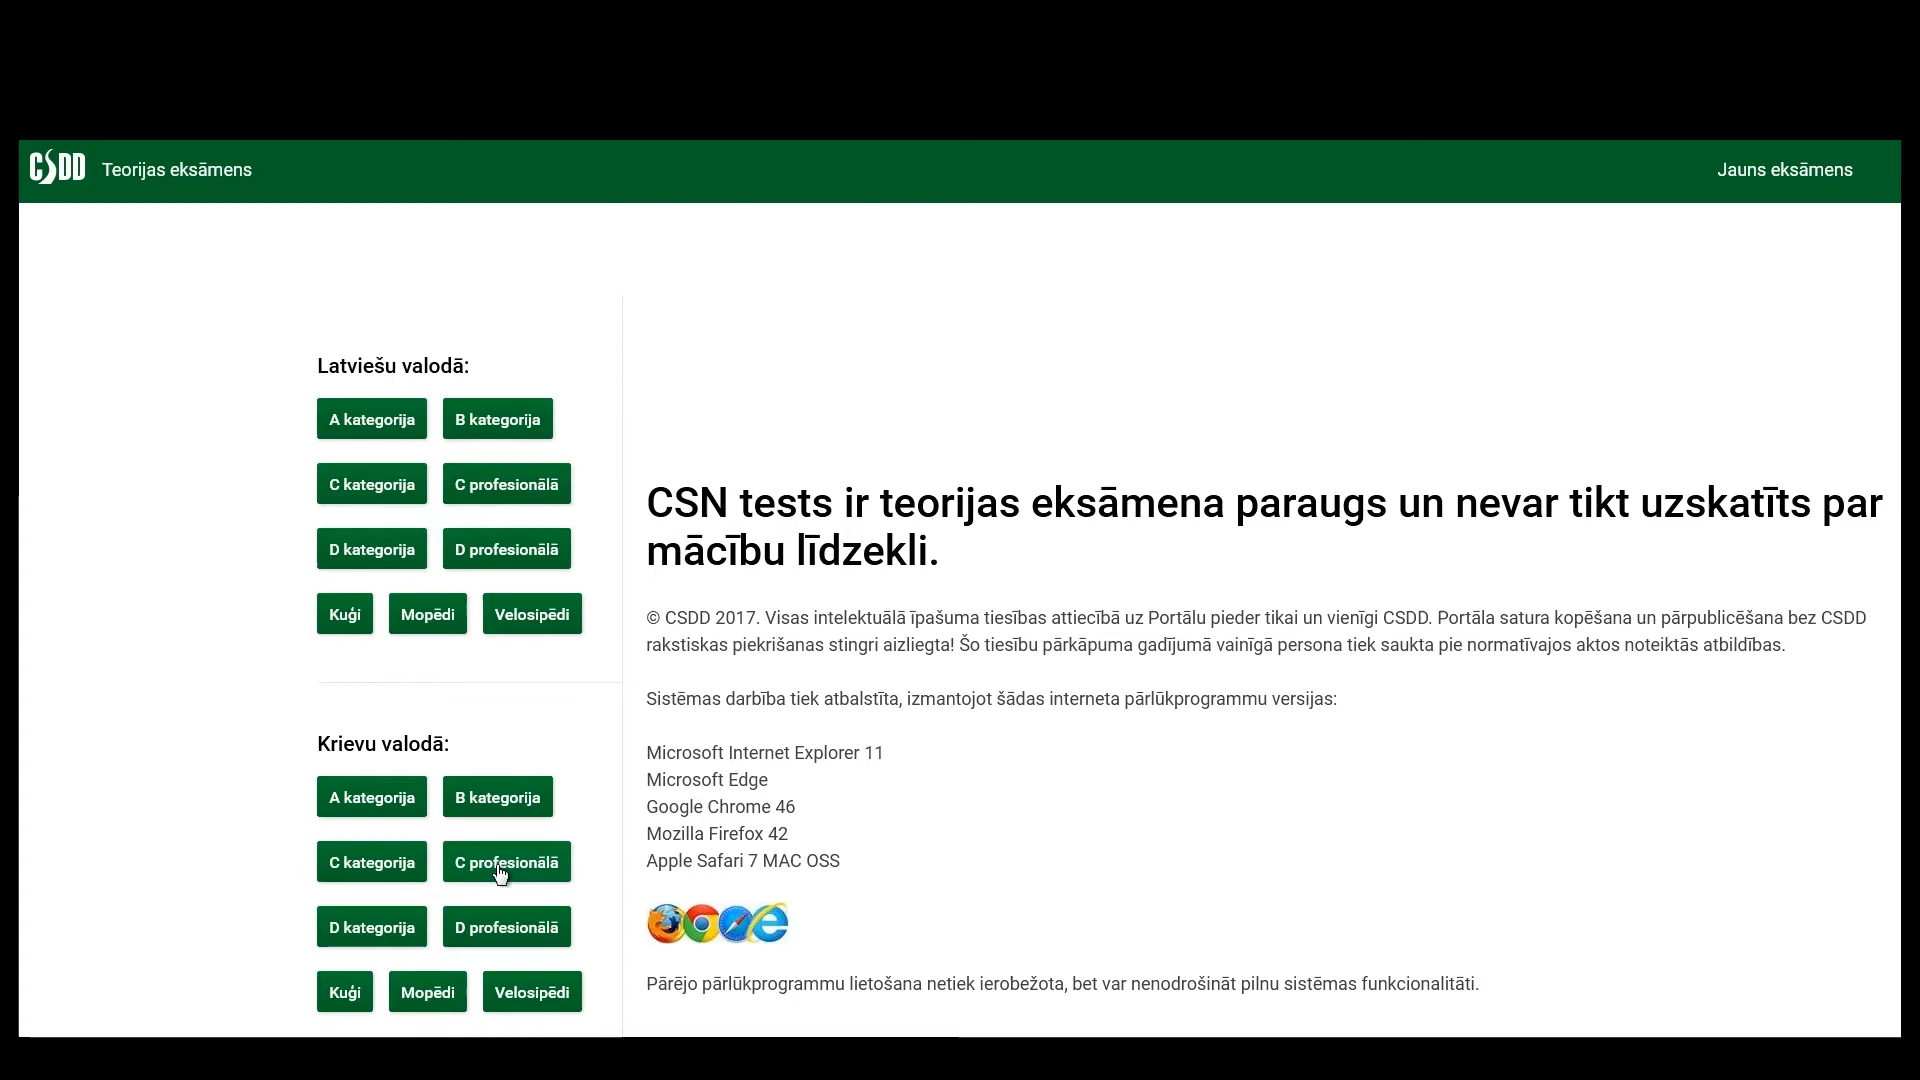 CSDD Teorijas eksāmens
Jauns eksāmens
Latviešu valodā:
A kategorija
B kategorija
C kategorija
C profesionālā
D kategorija
D profesionālā
Kuģi
Mopēdi
Velosipēdi
Krievu valodā:
A kategorija
B kategorija
C kategorija
C profesionālā
D kategorija
D profesionālā
Kuģi
Mopēdi
Velosipēdi
CSN tests ir teorijas eksāmena paraugs un nevar tikt uzskatīts par
mācību līdzekli.
© CSDD 2017. Visas intelektuālā īpašuma tiesības attiecībā uz Portālu pieder tikai un vienīgi CSDD. Portāla satura kopēšana un pārpublicēšana bez CSDD
rakstiskas piekrišanas stingri aizliegta! Šo tiesību pārkāpuma gadījumā vainīgā persona tiek saukta pie normatīvajos aktos noteiktās atbildības.
Sistēmas darbība tiek atbalstīta, izmantojot šādas interneta pārlūkprogrammu versijas:
Microsoft Internet Explorer 11
Microsoft Edge
Google Chrome 46
Mozilla Firefox 42
Apple Safari 7 MAC OSS
Pārējo pārlūkprogrammu lietošana netiek ierobežota, bet var nenodrošināt pilnu sistēmas funkcionalitāti.